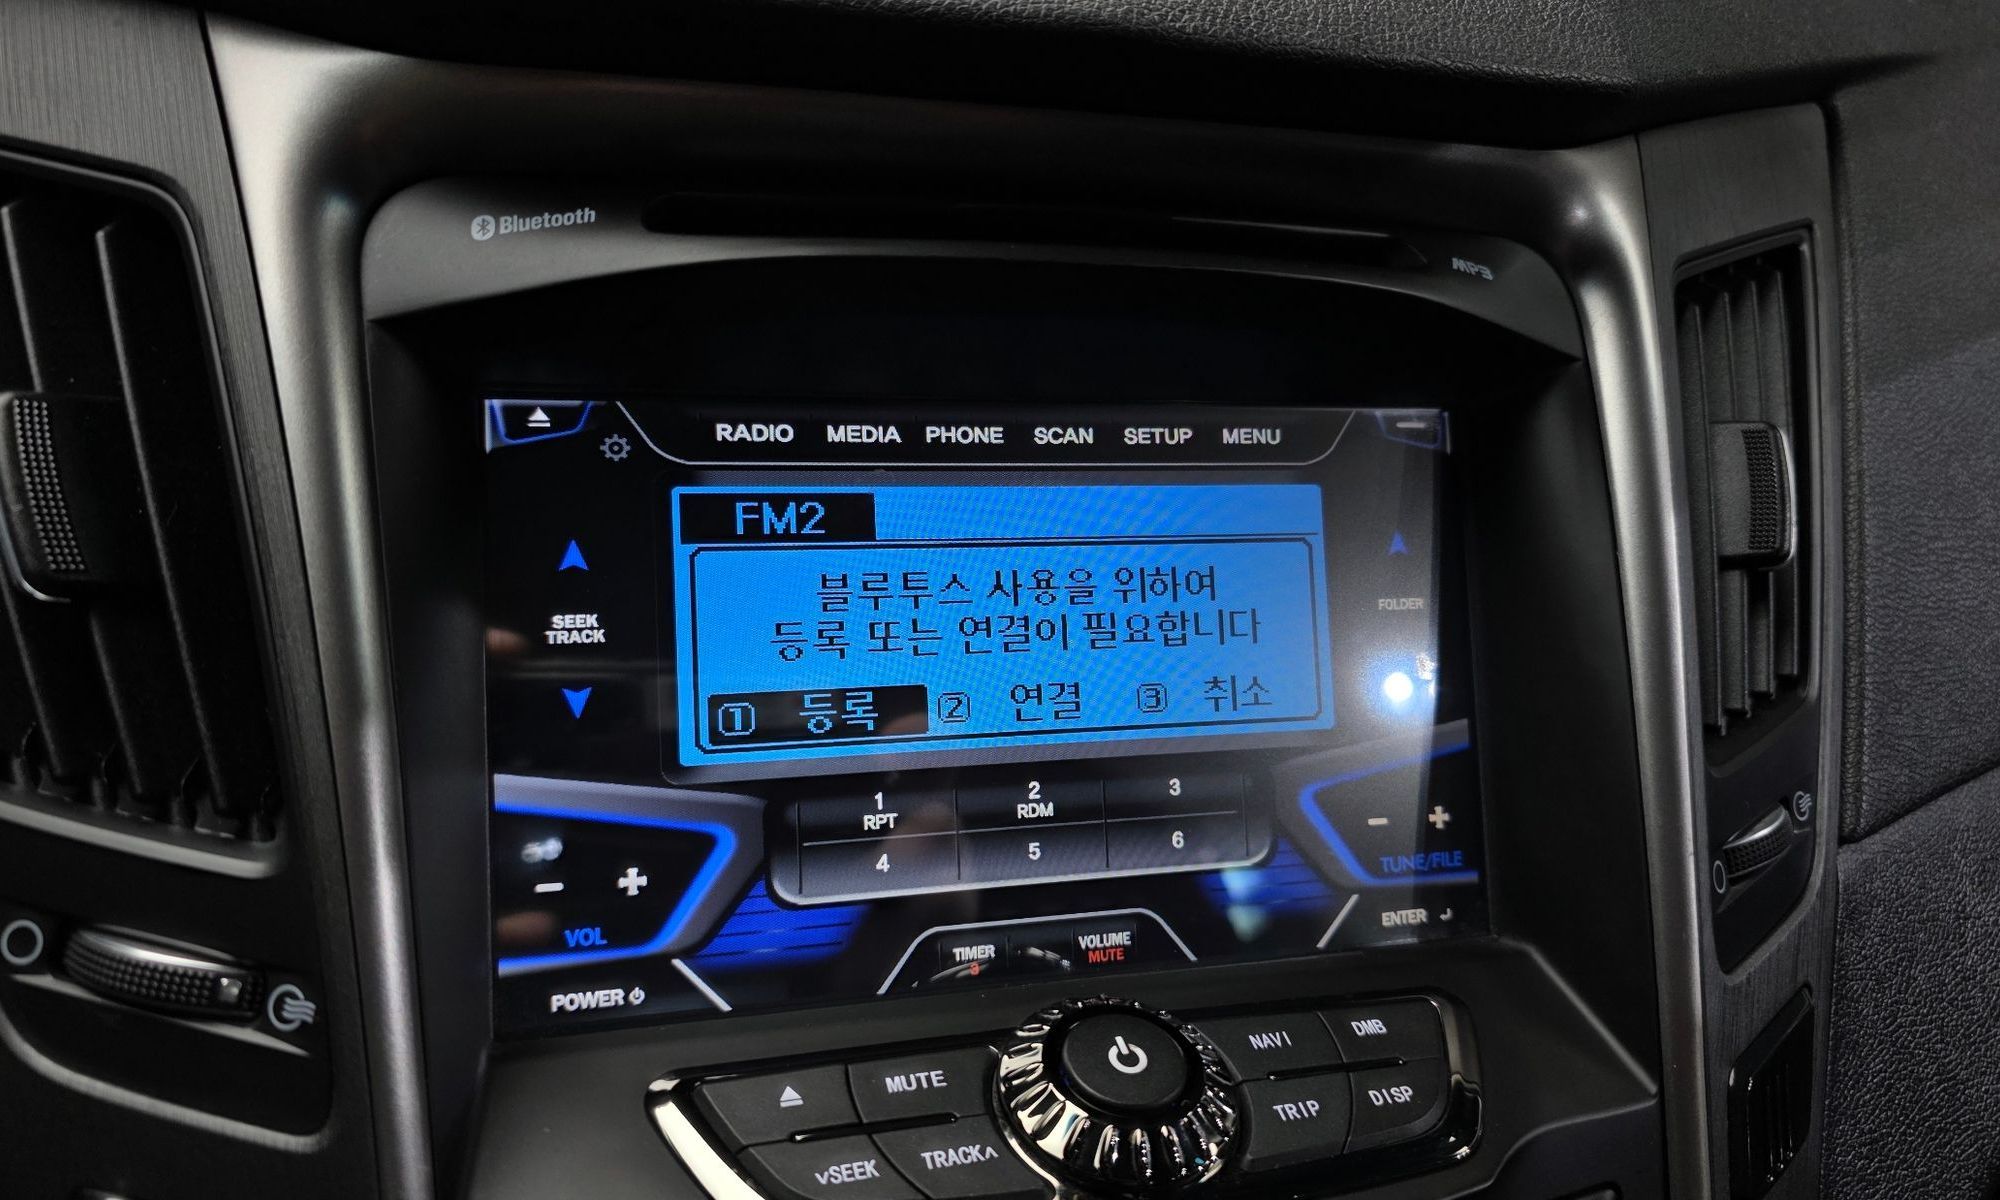 Bluetooth
MP3
RADIO MEDIA PHONE SCAN SETUP MENU
FM2
블루투스 사용을 위하여
등록 또는 연결이 필요합니다
1 등록 2 연결 3 취소
SEEK
TRACK
FOLDER
1
RPT
2
RDM
3
4
5
6
VOL
TUNE/FILE
ENTER
POWER
TIMER
VOLUME
MUTE
MUTE
SEEK
TRACK
NAVI
DMB
TRIP
DISP